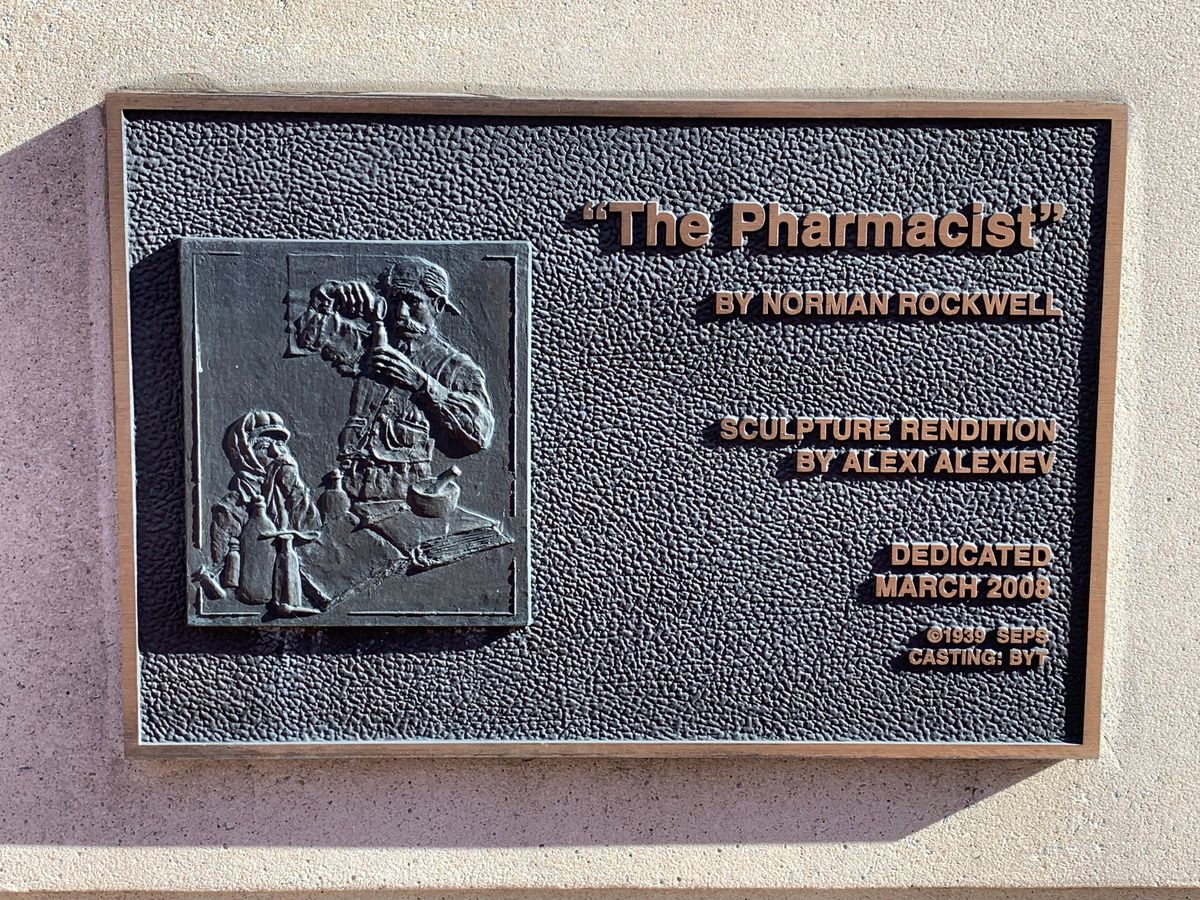 “The Pharmacist”
BY NORMAN ROCKWELL
SCULPTURE RENDITION
BY ALEXI ALEXIEV
DEDICATED
MARCH 2008
©1939 SEPS
CASTING: BYT